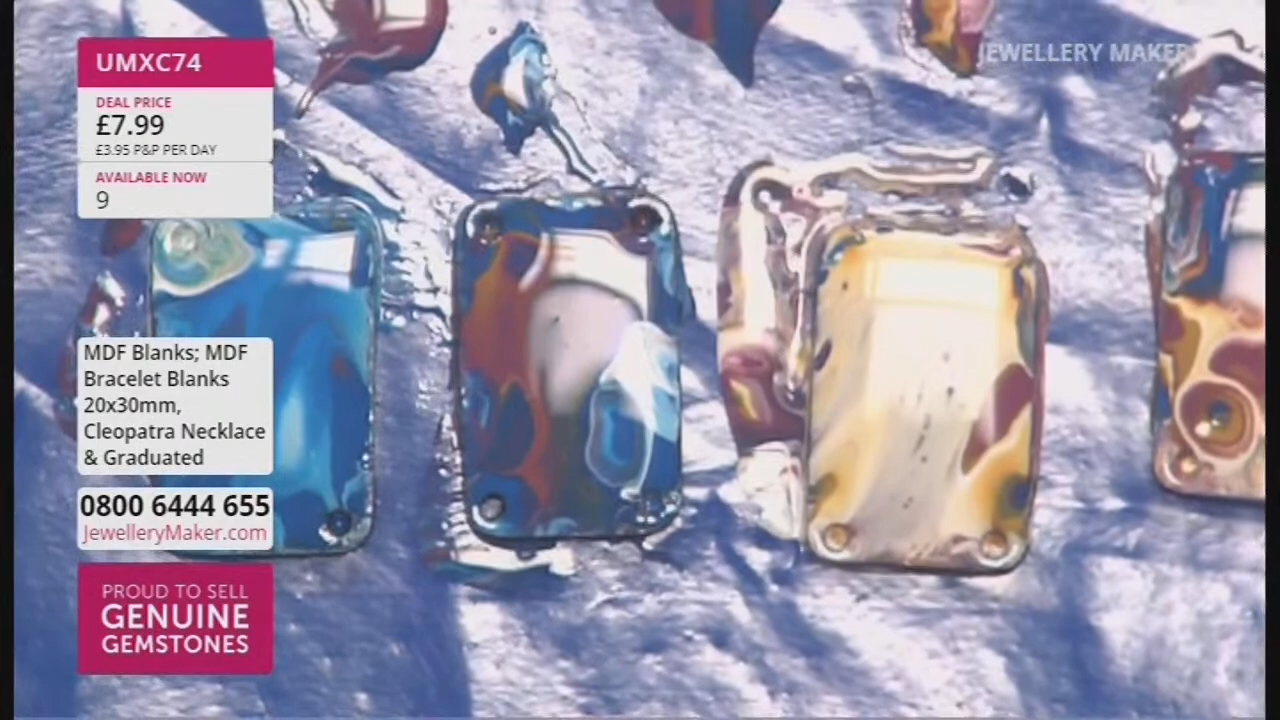 UMXC74
DEAL PRICE
£7.99
£3.95 P&P PER DAY
AVAILABLE NOW
9
MDF Blanks; MDF
Bracelet Blanks
20x30mm,
Cleopatra Necklace
& Graduated
0800 6444 655
JewelleryMaker.com
PROUD TO SELL
GENUINE
GEMSTONES
JEWELLERY MAKER